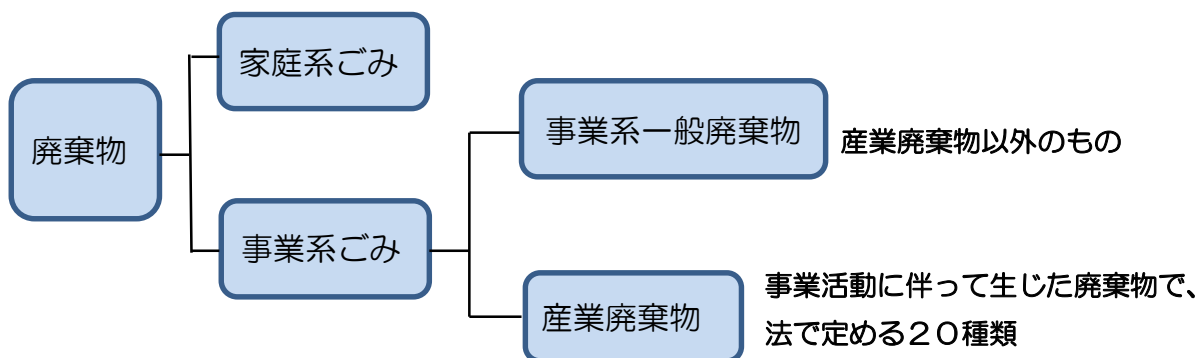 家庭系ごみ
廃棄物
事業系一般廃棄物
産業廃棄物以外のもの
事業系ごみ
産業廃棄物
事業活動に伴って生じた廃棄物で、
法で定める２０種類